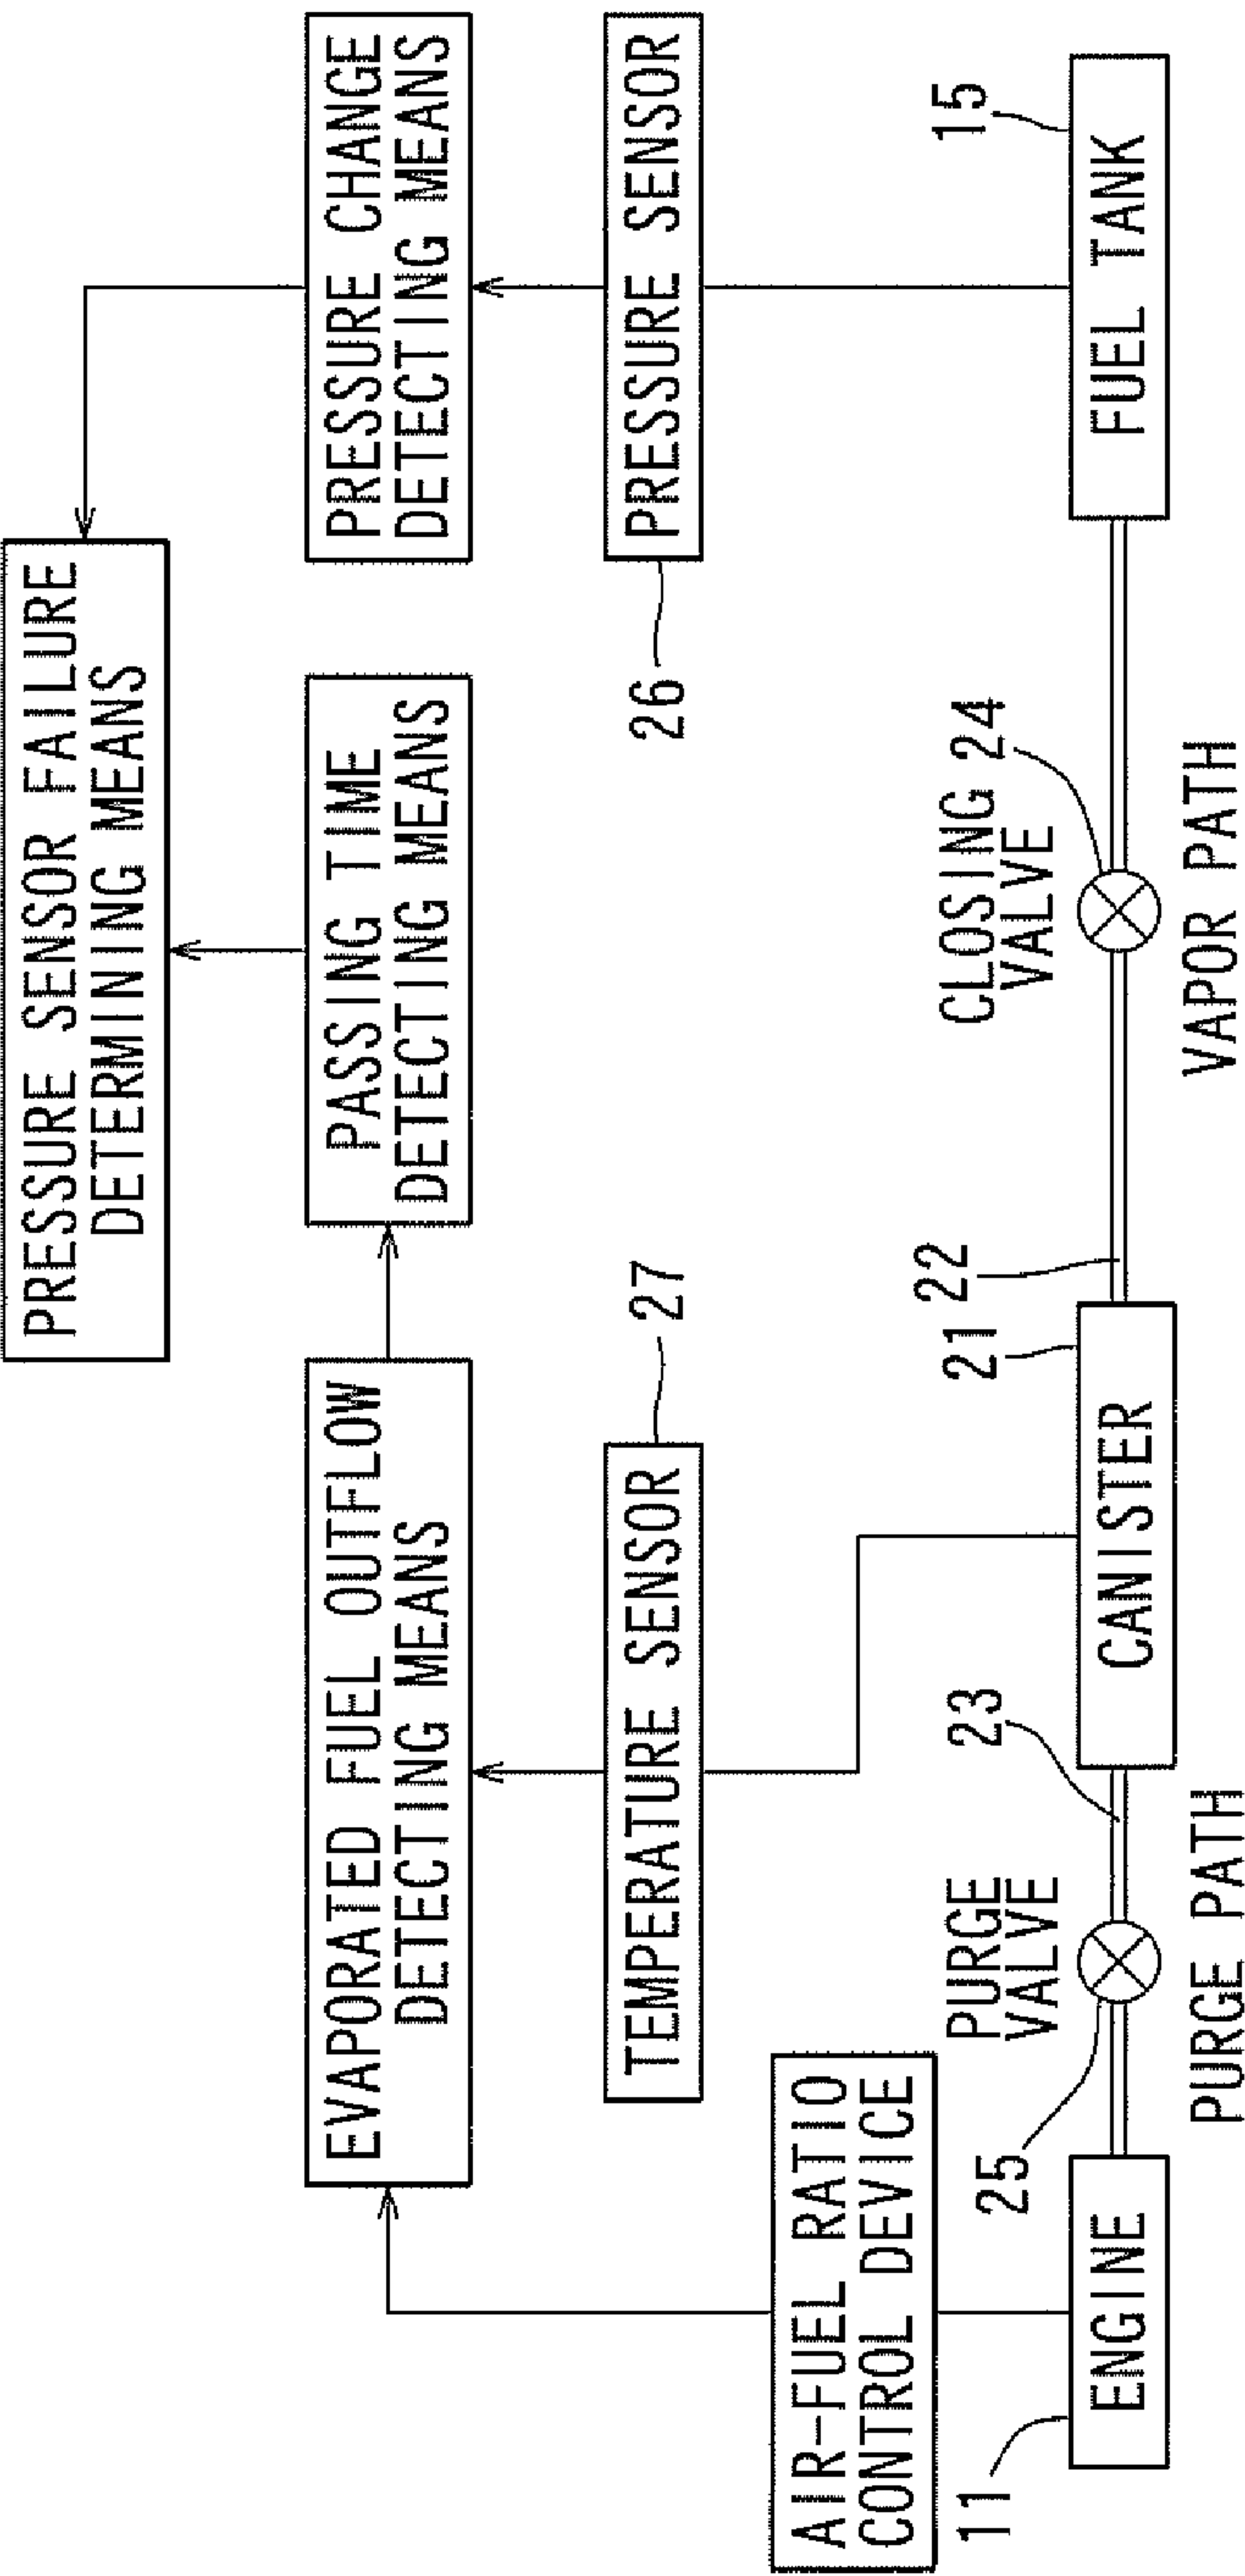 PRESSURE SENSOR FAILURE
DETERMINING MEANS
EVAPORATED FUEL OUTFLOW
DETECTING MEANS
PASSING TIME
DETECTING MEANS
PRESSURE CHANGE
DETECTING MEANS
TEMPERATURE SENSOR
27
26
PRESSURE SENSOR
AIR-FUEL RATIO
CONTROL DEVICE
11
25
PURGE
VALVE
23
21
22
CLOSING
VALVE
24
15
ENGINE
CANISTER
FUEL TANK
PURGE PATH
VAPOR PATH